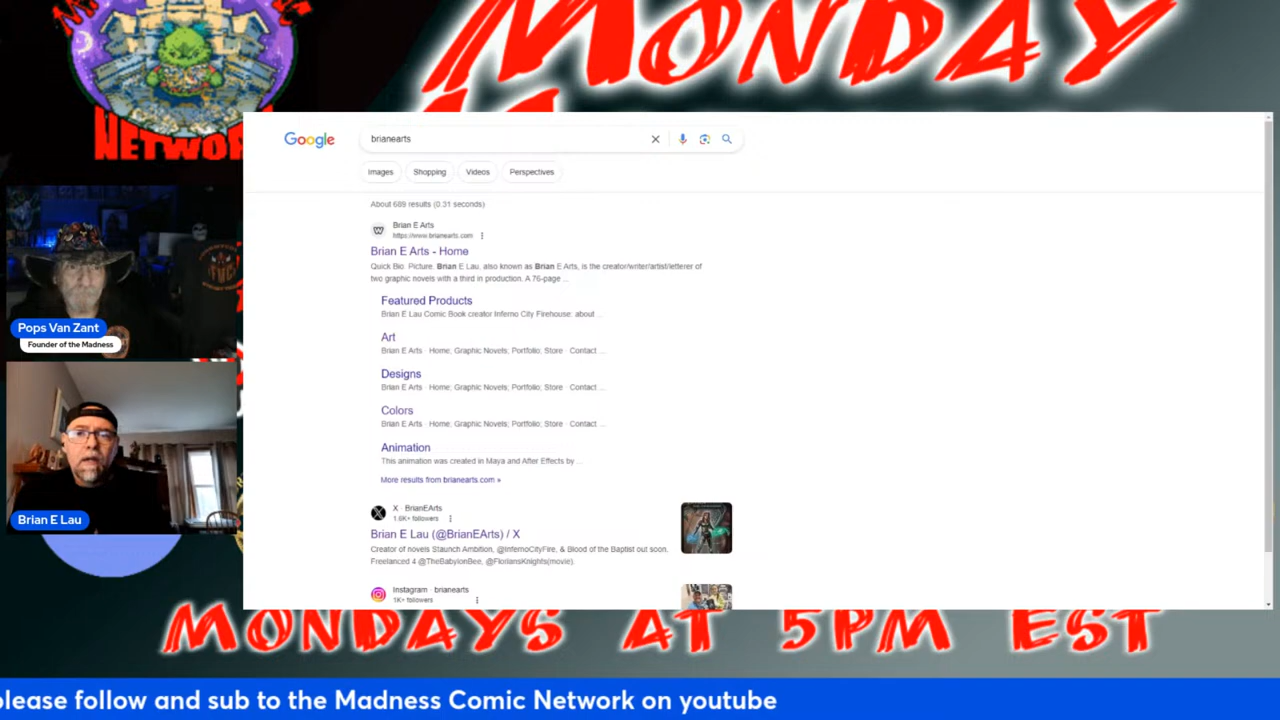 MONDAY
NETWOR
Google
brianearts
Images
Shopping
Videos
Perspectives
About 689 results (0.31 seconds)
Brian E Arts
https://www.brianearts.com
Brian E Arts - Home
Quick Bio. Picture. Brian E Lau, also known as Brian E Arts, is the creator/writer/artist/letterer of
two graphic novels with a third in production. A 76-page ...
Featured Products
Brian E Lau Comic Book creator Inferno City Firehouse: about ...
Art
Brian E Arts · Home; Graphic Novels; Portfolio; Store · Contact ...
Designs
Brian E Arts · Home; Graphic Novels; Portfolio; Store · Contact ...
Colors
Brian E Arts · Home; Graphic Novels; Portfolio; Store · Contact ...
Animation
This animation was created in Maya and After Effects by ...
More results from brianearts.com »
X · BrianEArts
1.6K+ followers
Brian E Lau (@BrianEArts) / X
Creator of novels Staunch Ambition, @InfernoCityFire, & Blood of the Baptist out soon.
Freelanced 4 @TheBabylonBee, @FloriansKnights(movie).
Instagram · brianearts
1K+ followers
Pops Van Zant
Founder of the Madness
Brian E Lau
MONDAYS AT 5PM EST
please follow and sub to the Madness Comic Network on youtube